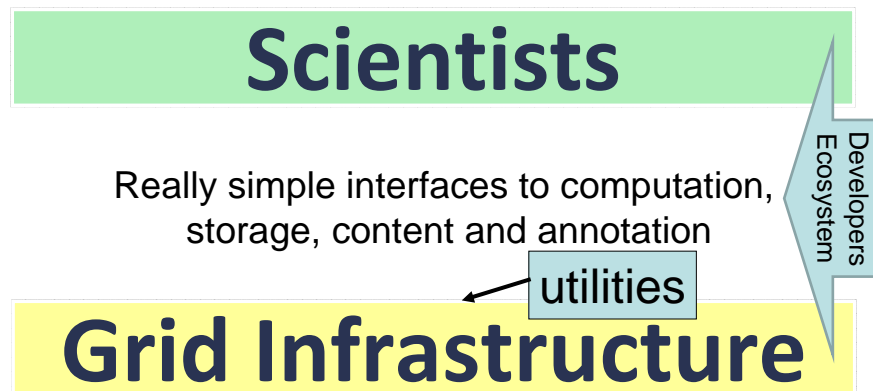 Scientists
Really simple interfaces to computation,
storage, content and annotation
utilities
Grid Infrastructure
Developers
Ecosystem